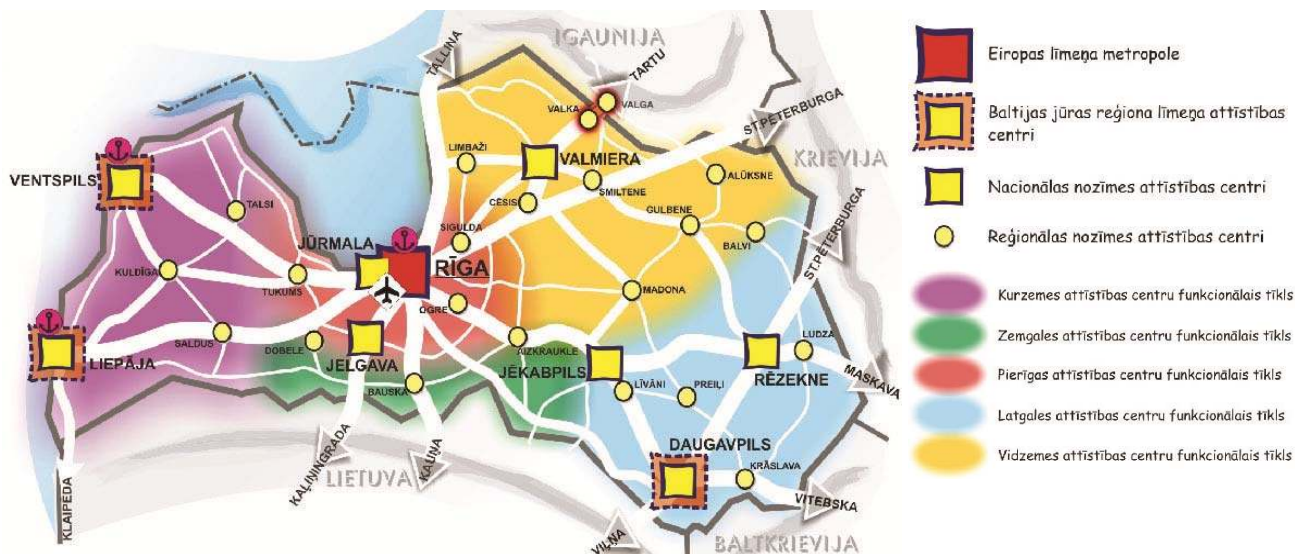 IGAUNIJA
TALLINA
TARTU
VALKA
VALGA
ST.PETERBURGA
KRIEVIJA
LIMBAŽI
VALMIERA
VENTSPILS
SMILTENE
ALŪKSNE
TALSI
CĒSIS
GULBENE
SIGULDA
BALVI
JŪRMALA
RĪGA
ST.PETERBURGA
KULDĪGA
TUKUMS
OGRE
MADONA
SALDUS
DOBELE
AIZKRAUKLE
LUDZA
LIEPĀJA
JELGAVA
JĒKABPILS
RĒZEKNE
MASKAVA
BAUSKA
LĪVĀNI
PREIĻI
DAUGAVPILS
KRĀSLAVA
KLAIPĒDA
KAĻIŅINGRADA
LIETUVA
KAUŅA
VITEBSKA
VIĻŅA
BALTKRIEVIJA
Eiropas līmeņa metropole
Baltijas jūras reģiona līmeņa attīstības
centri
Nacionālas nozīmes attīstības centri
Reģionālas nozīmes attīstības centri
Kurzemes attīstības centru funkcionālais tīkls
Zemgales attīstības centru funkcionālais tīkls
Pierīgas attīstības centru funkcionālais tīkls
Latgales attīstības centru funkcionālais tīkls
Vidzemes attīstības centru funkcionālais tīkls